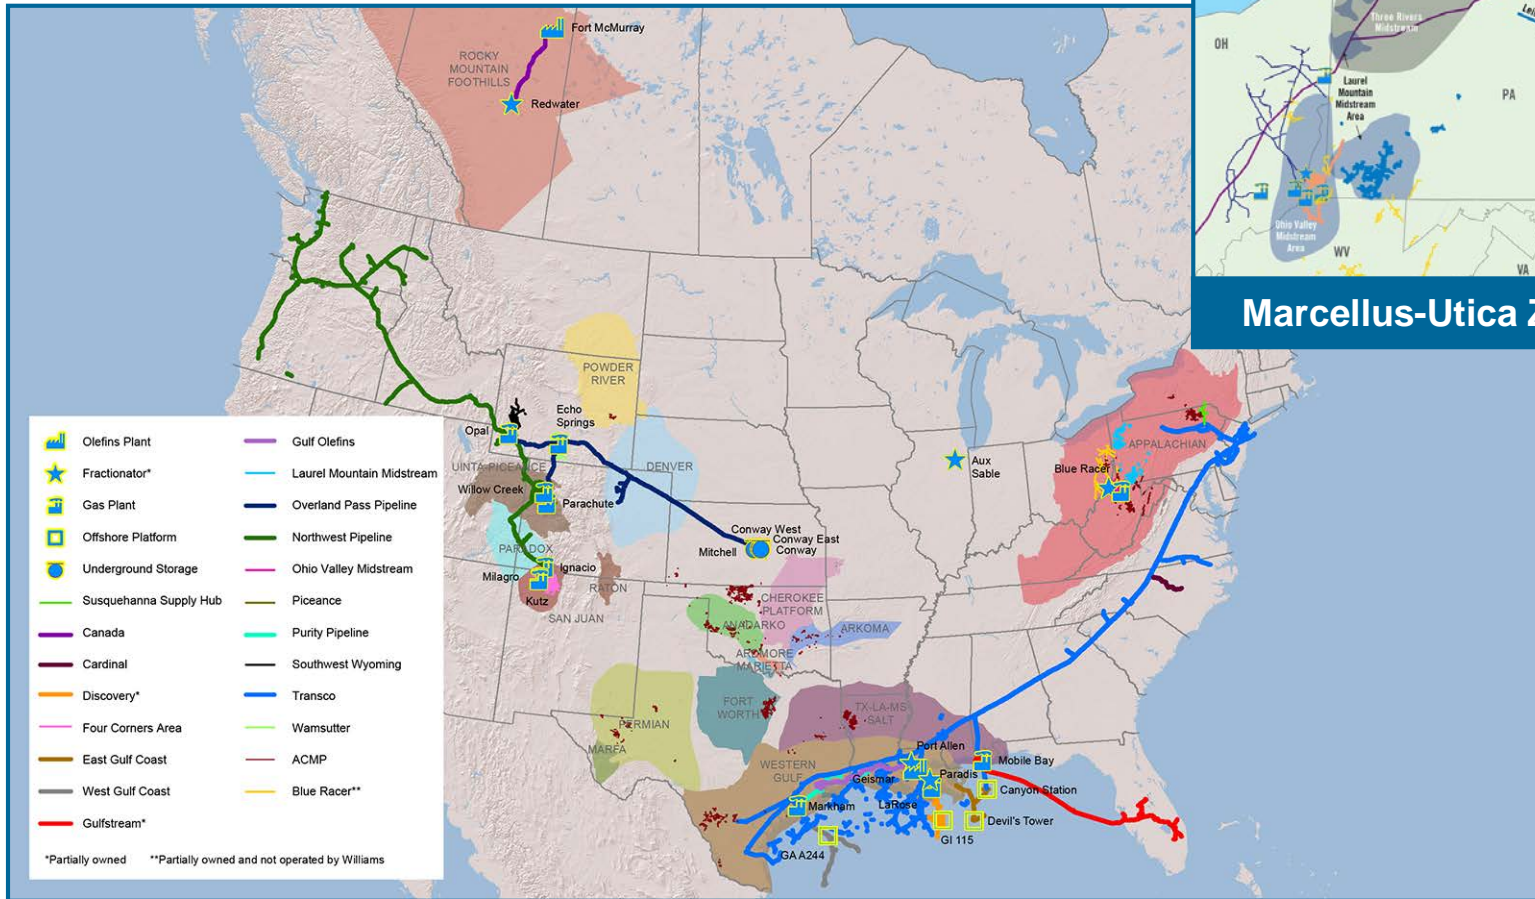 Fort McMurray
ROCKY
MOUNTAIN
FOOTHILLS
Redwater
Three Rivers
Midstream
OH
Laurel
Mountain
Midstream
Area
PA
Ohio Valley
Midstream
Area
WV
VA
Marcellus-Utica
POWDER
RIVER
Echo
Springs
Opal
UINTA-PICEANCE
DENVER
Willow Creek
Parachute
Aux
Sable
APPALACHIAN
Blue Racer
Conway West
Conway East
Mitchell
Conway
PARADOX
Milagro
Ignacio
Kutz
RATON
SAN JUAN
CHEROKEE
PLATFORM
ANADARKO
ARKOMA
ARDMORE
MARIETTA
FORT
WORTH
TX-LA-MS
SALT
PERMIAN
MARFA
WESTERN
GULF
Port Allen
Mobile Bay
Geismar
Paradis
Canyon Station
Markham
LaRose
Devil's Tower
GI 115
GA A244
Olefins Plant
Fractionator*
Gas Plant
Offshore Platform
Underground Storage
Susquehanna Supply Hub
Canada
Cardinal
Discovery*
Four Corners Area
East Gulf Coast
West Gulf Coast
Gulfstream*
Gulf Olefins
Laurel Mountain Midstream
Overland Pass Pipeline
Northwest Pipeline
Ohio Valley Midstream
Piceance
Purity Pipeline
Southwest Wyoming
Transco
Wamsutter
ACMP
Blue Racer**
*Partially owned **Partially owned and not operated by Williams